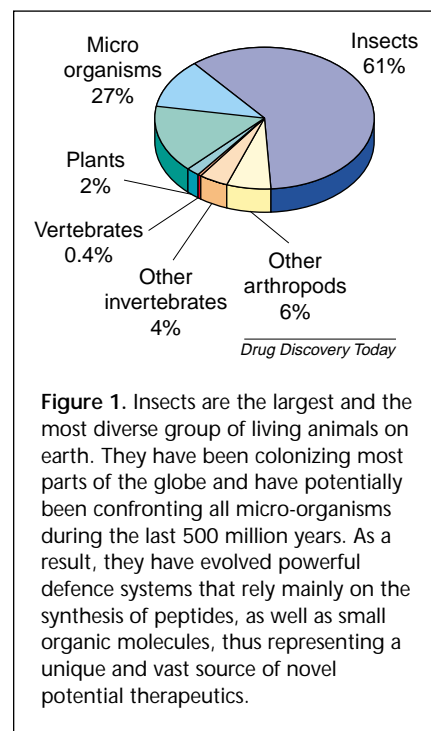 Micro
organisms
27%
Insects
61%
Plants
2%
Vertebrates
0.4%
Other
invertebrates
4%
Other
arthropods
6%
Drug Discovery Today
Figure 1. Insects are the largest and the
most diverse group of living animals on
earth. They have been colonizing most
parts of the globe and have potentially
been confronting all micro-organisms
during the last 500 million years. As a
result, they have evolved powerful
defence systems that rely mainly on the
synthesis of peptides, as well as small
organic molecules, thus representing a
unique and vast source of novel
potential therapeutics.